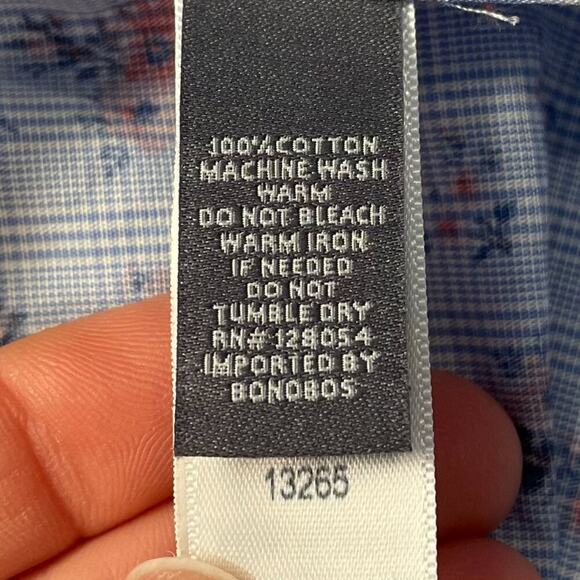 100% COTTON
MACHINE WASH
WARM
DO NOT BLEACH
WARM IRON
IF NEEDED
DO NOT
TUMBLE DRY
RN# 128054
IMPORTED BY
BONOBOS
13265